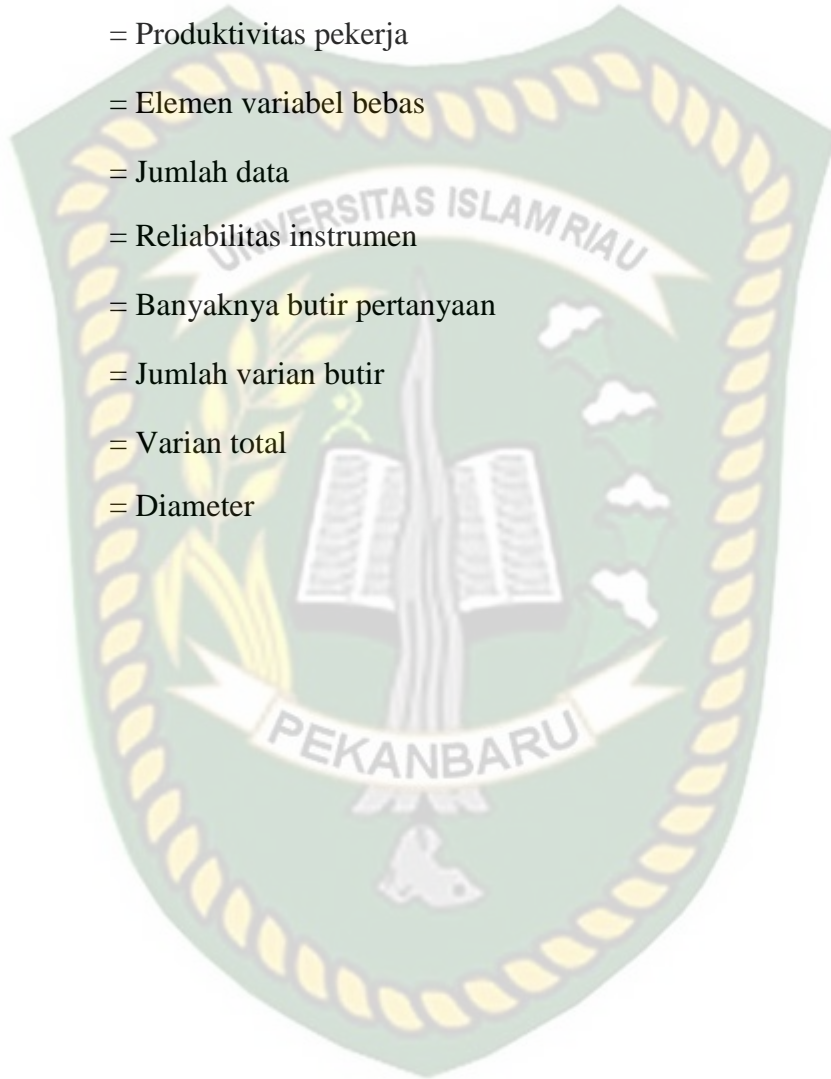 = Produktivitas pekerja
= Elemen variabel bebas
= Jumlah data
UNIVERSITAS ISLAM RIAU
= Reliabilitas instrumen
= Banyaknya butir pertanyaan
= Jumlah varian butir
= Varian total
= Diameter
PEKANBARU